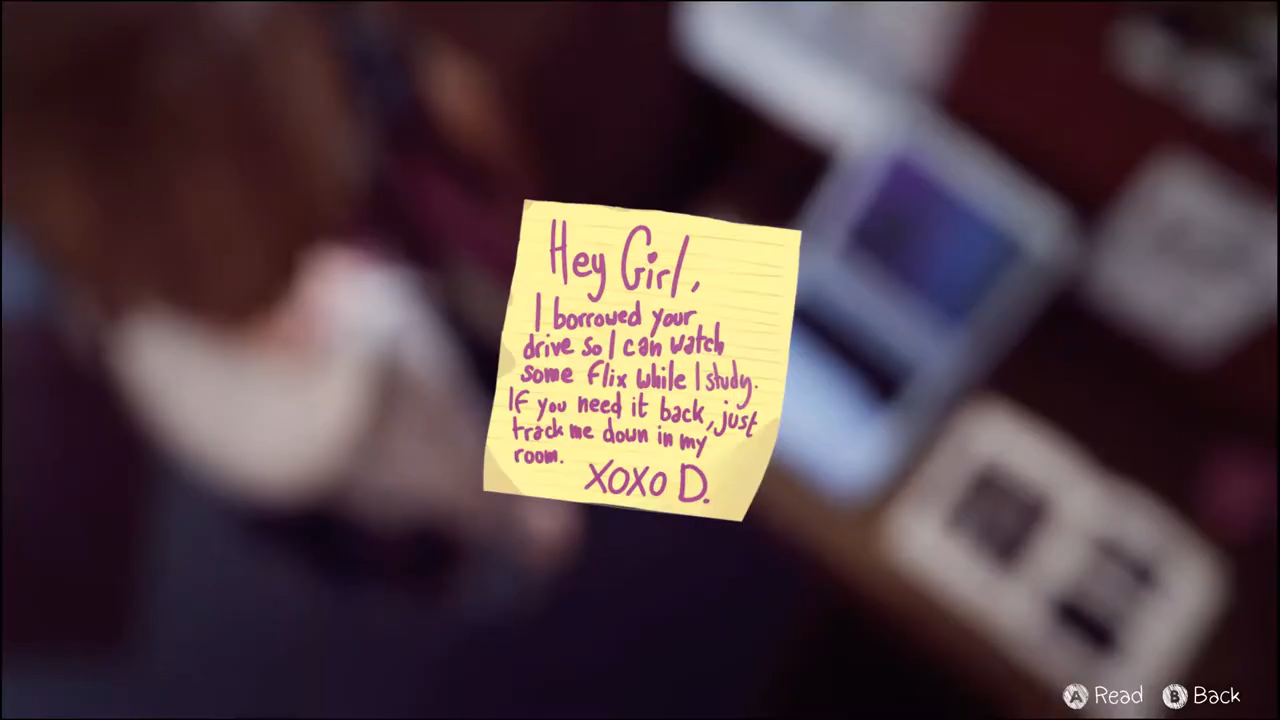 Hey Girl,
I borrowed your
drive so I can watch
some flix while I study.
If you need it back, just
track me down in my
room.
XOXO D.
A Read B Back